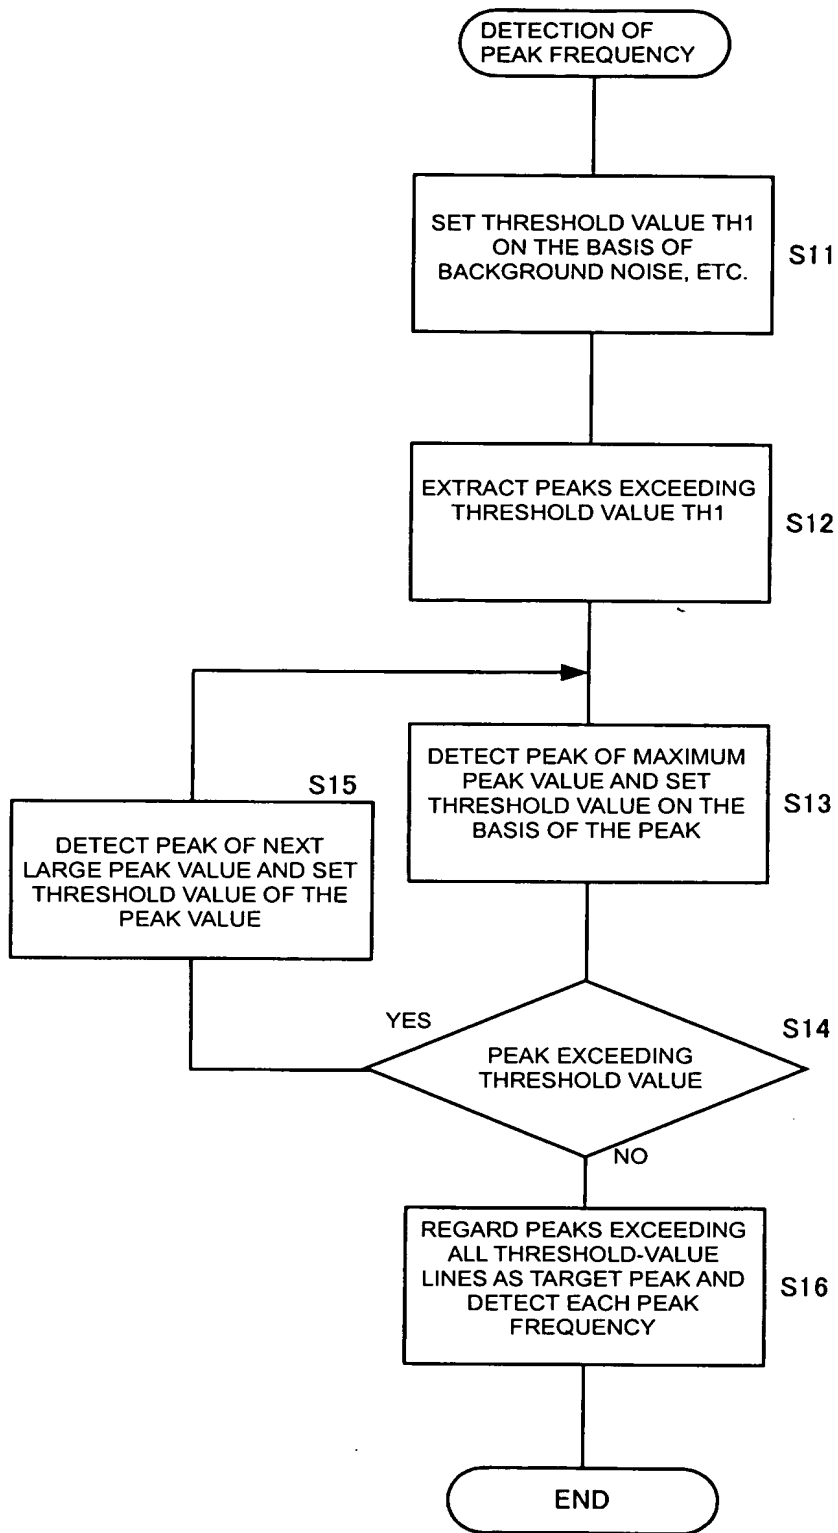 DETECTION OF
PEAK FREQUENCY
SET THRESHOLD VALUE TH1
ON THE BASIS OF
BACKGROUND NOISE, ETC.
S11
EXTRACT PEAKS EXCEEDING
THRESHOLD VALUE TH1
S12
DETECT PEAK OF MAXIMUM
PEAK VALUE AND SET
THRESHOLD VALUE ON THE
BASIS OF THE PEAK
S13
S15
DETECT PEAK OF NEXT
LARGE PEAK VALUE AND SET
THRESHOLD VALUE OF THE
PEAK VALUE
YES
S14
PEAK EXCEEDING
THRESHOLD VALUE
NO
REGARD PEAKS EXCEEDING
ALL THRESHOLD-VALUE
LINES AS TARGET PEAK AND
DETECT EACH PEAK
FREQUENCY
S16
END